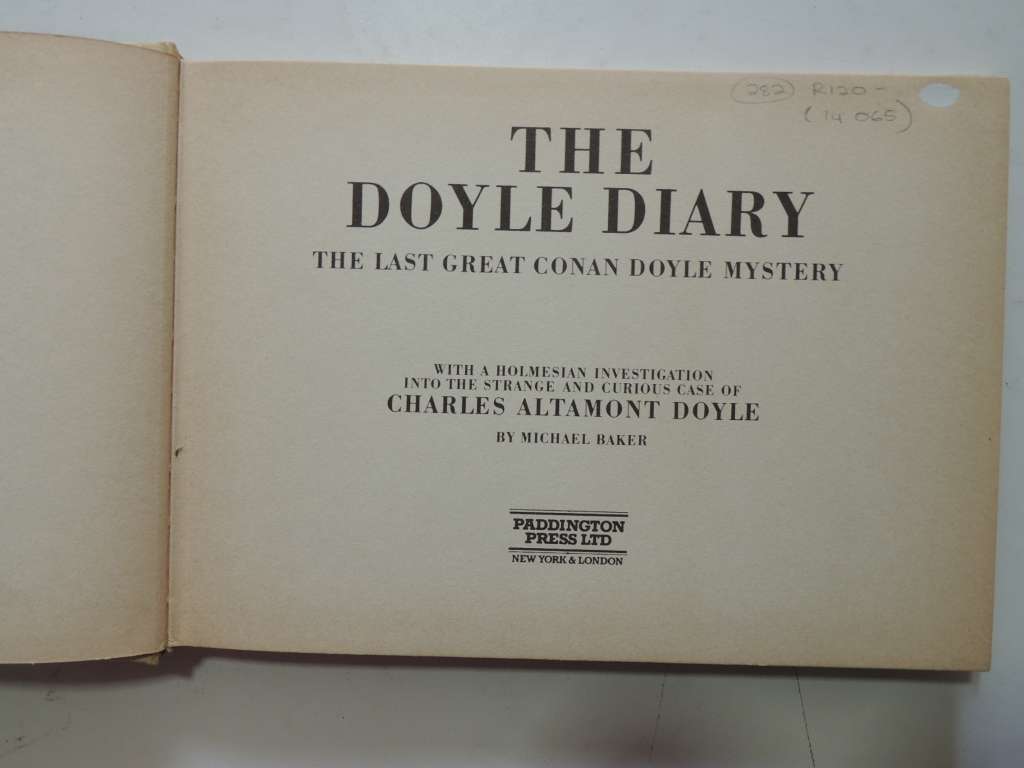 (282) R120-
(14 065)
THE
DOYLE DIARY
THE LAST GREAT CONAN DOYLE MYSTERY
WITH A HOLMESIAN INVESTIGATION
INTO THE STRANGE AND CURIOUS CASE OF
CHARLES ALTAMONT DOYLE
BY MICHAEL BAKER
PADDINGTON
PRESS LTD
NEW YORK & LONDON